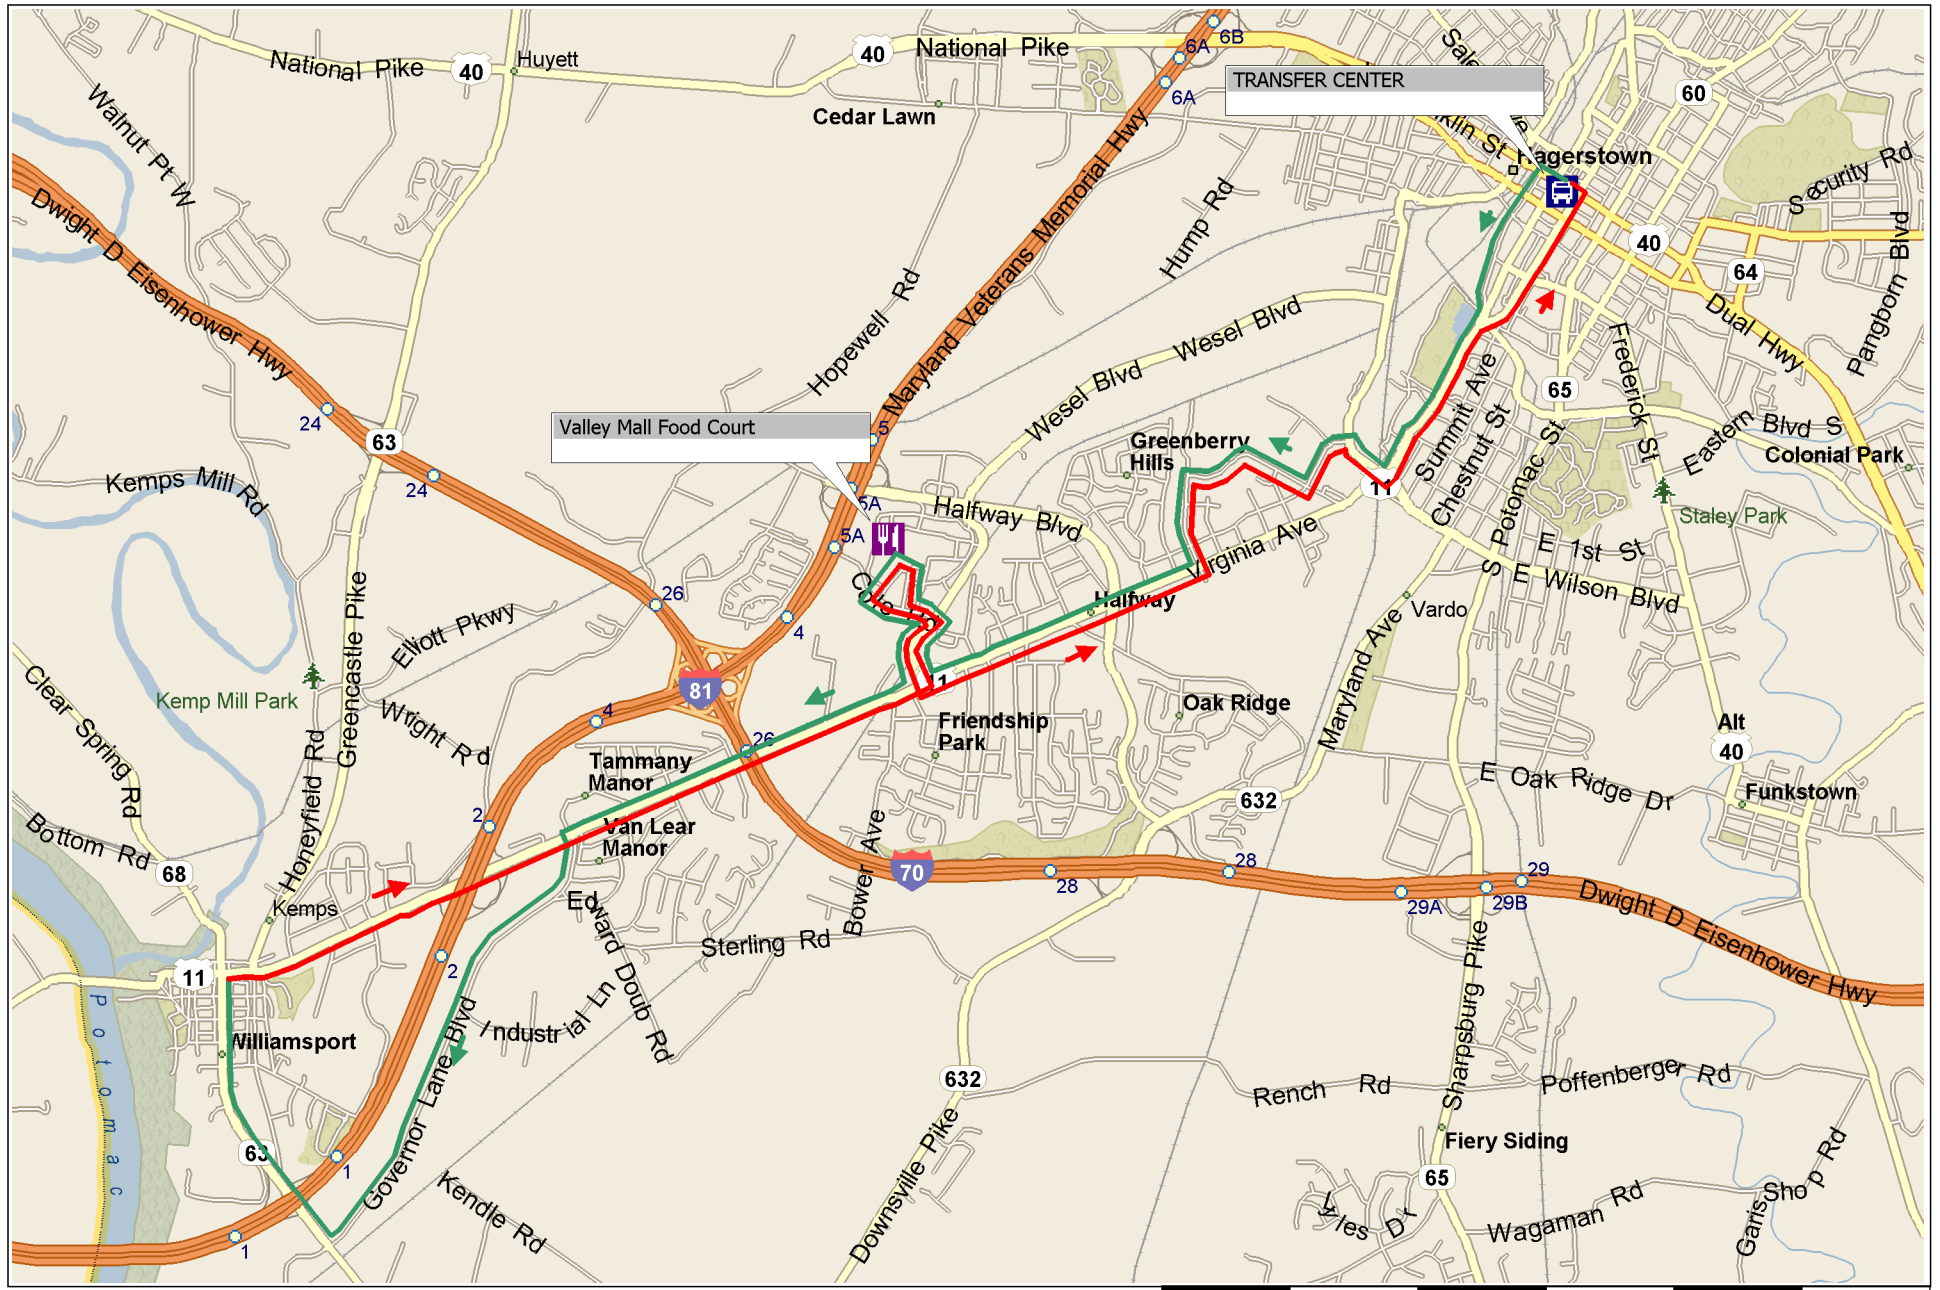 National Pike
40
Huyett
40
National Pike
6A
6B
6A
Cedar Lawn
TRANSFER CENTER
60
Hagerstown
Security Rd
Walnut Pt W
Dwight D Eisenhower Hwy
Maryland Veterans Memorial Hwy
Hump Rd
Hopewell Rd
40
64
Pangborn Blvd
Dual Hwy
Wesel Blvd
Wesel Blvd
Frederick St
65
Summit Ave
Chestnut St
S Potomac St
Eastern Blvd S
Colonial Park
24
63
24
Valley Mall Food Court
5
5A
5A
Halfway Blvd
Greenberry
Hills
11
Staley Park
Kemps Mill Rd
Virginia Ave
E 1st St
E Wilson Blvd
Vardo
Halfway
Cole Rd
26
4
Elliott Pkwy
Greencastle Pike
Kemp Mill Park
81
11
Maryland Ave
Oak Ridge
Friendship
Park
Alt
40
Clear Spring Rd
Wright Rd
4
26
Tammany
Manor
E Oak Ridge Dr
Funkstown
632
2
Van Lear
Manor
Bottom Rd
68
Honeyfield Rd
Kemps
Bower Ave
70
28
28
29
29A
29B
Dwight D Eisenhower Hwy
Edward Doub Rd
Sterling Rd
11
2
Potomac
Williamsport
Industrial Ln
Governor Lane Blvd
Sharpsburg Pike
632
Rench Rd
Poffenberger Rd
Fiery Siding
63
1
1
Kendle Rd
Downsville Pike
65
Lyles Dr
Wagaman Rd
Garis Shop Rd